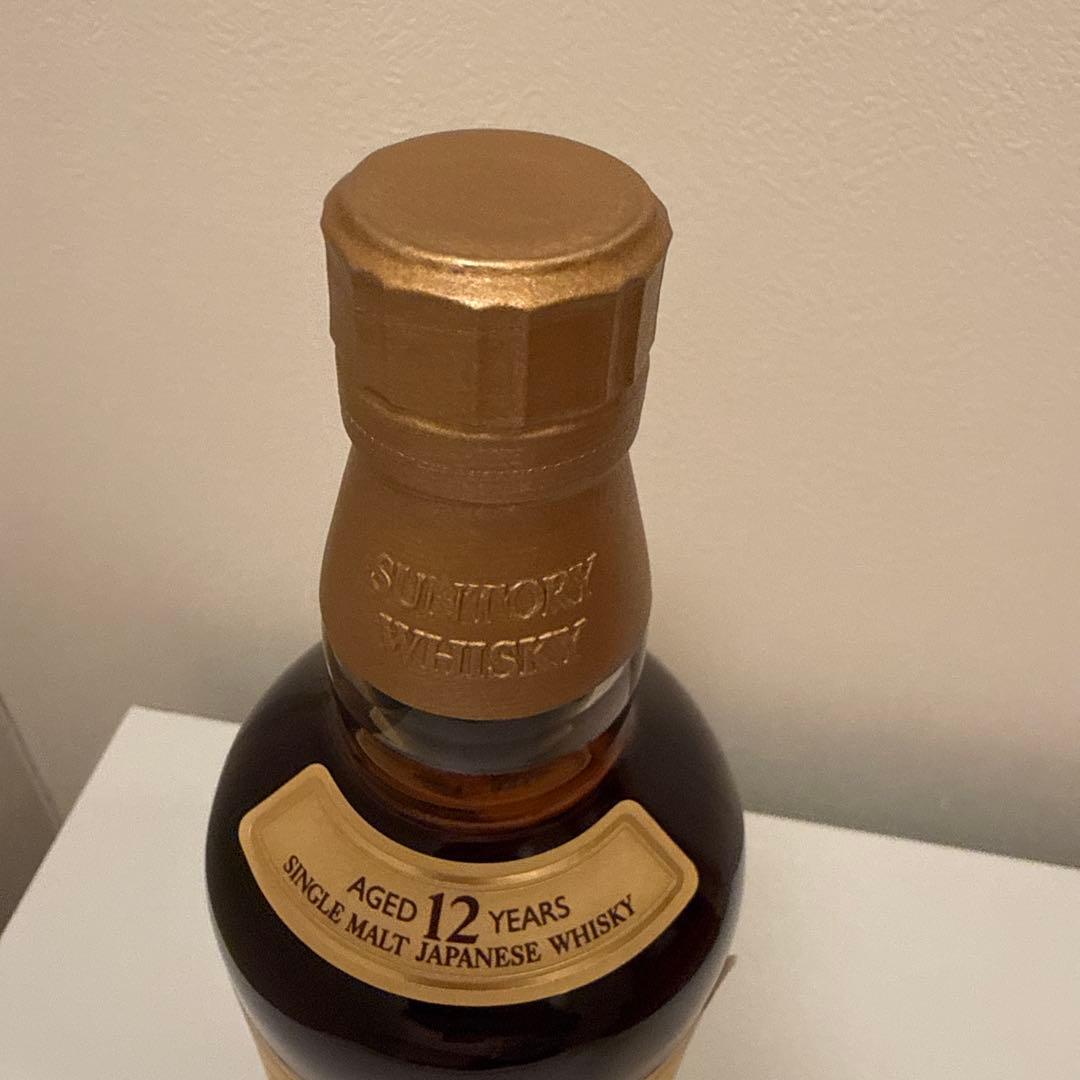 SUNTORY
WHISKY
AGED 12 YEARS
SINGLE MALT JAPANESE WHISKY